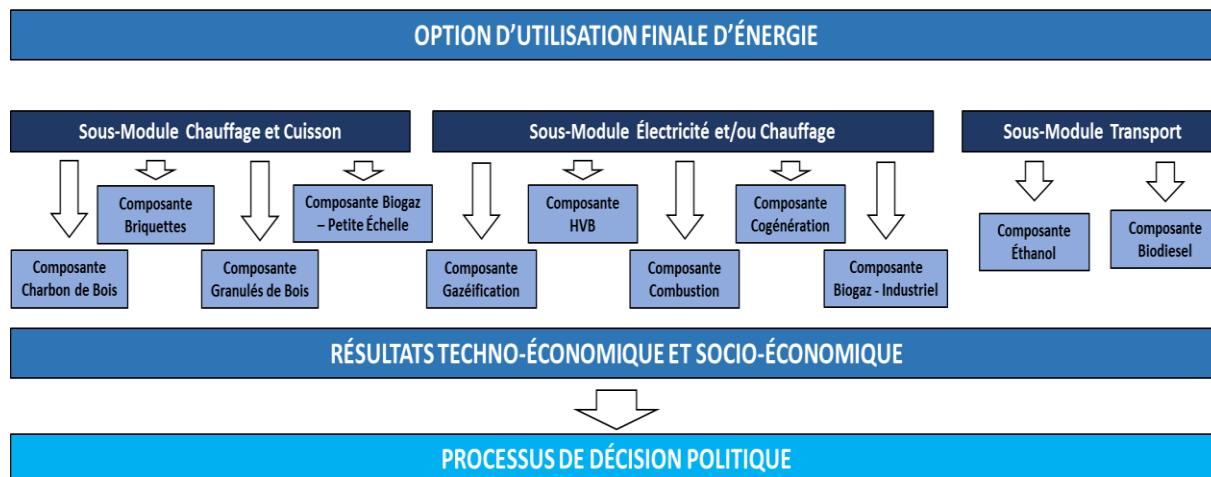 OPTION D'UTILISATION FINALE D'ÉNERGIE
Sous-Module Chauffage et Cuisson
Sous-Module Électricité et/ou Chauffage
Sous-Module Transport
Composante
Briquettes
Composante Biogaz
– Petite Échelle
Composante
HVB
Composante
Cogénération
Composante
Éthanol
Composante
Biodiesel
Composante
Charbon de Bois
Composante
Granulés de Bois
Composante
Gazéification
Composante
Combustion
Composante
Biogaz - Industriel
RÉSULTATS TECHNO-ÉCONOMIQUE ET SOCIO-ÉCONOMIQUE
PROCESSUS DE DÉCISION POLITIQUE